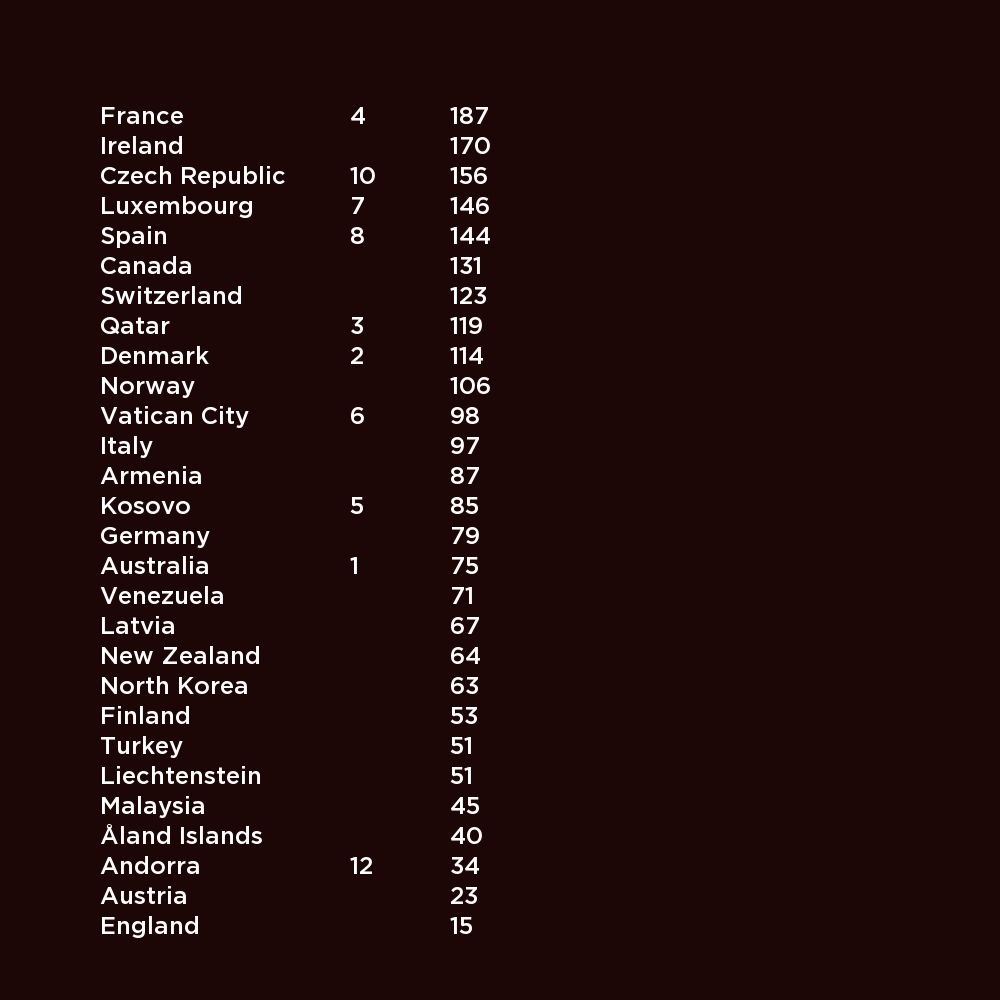 France 4 187
Ireland 170
Czech Republic 10 156
Luxembourg 7 146
Spain 8 144
Canada 131
Switzerland 123
Qatar 3 119
Denmark 2 114
Norway 106
Vatican City 6 98
Italy 97
Armenia 87
Kosovo 5 85
Germany 79
Australia 1 75
Venezuela 71
Latvia 67
New Zealand 64
North Korea 63
Finland 53
Turkey 51
Liechtenstein 51
Malaysia 45
Åland Islands 40
Andorra 12 34
Austria 23
England 15